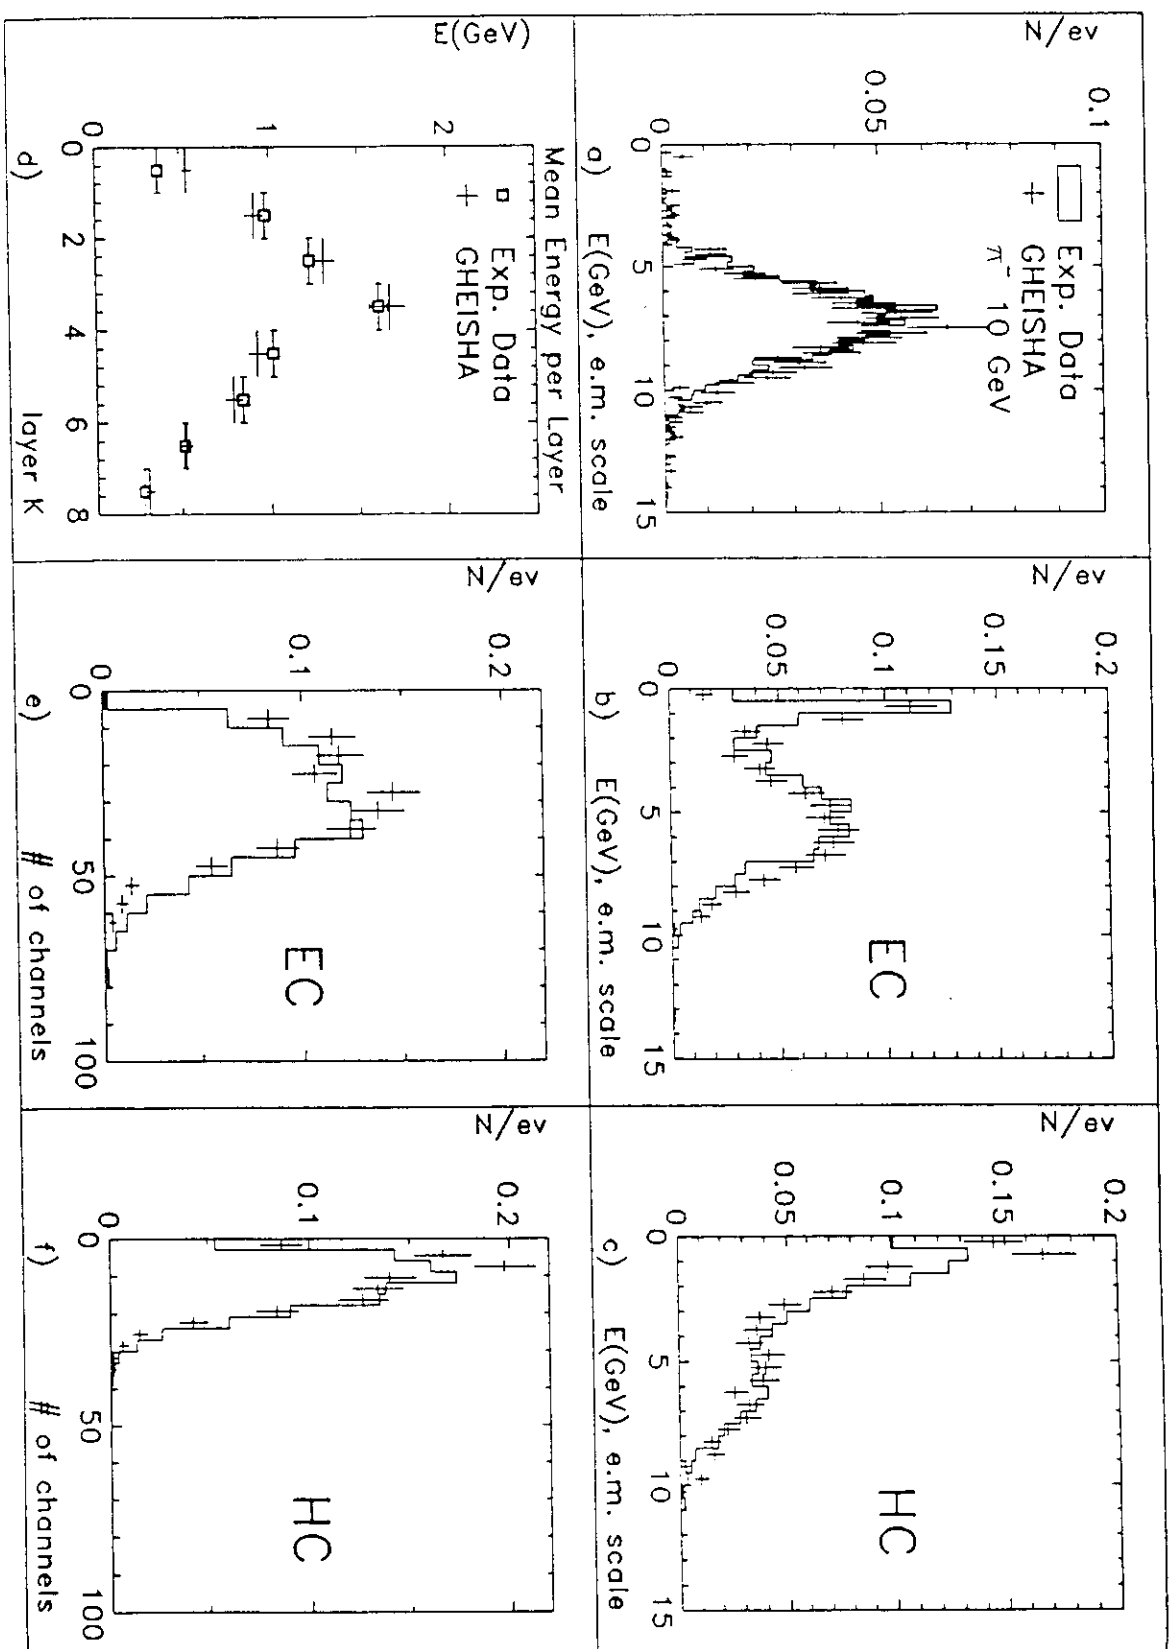 N/ev
0.1
0.05
0
Exp. Data
GHEISHA
π⁻ 10 GeV
0
5
10
15
a) E(GeV), e.m. scale
N/ev
0.2
0.15
0.1
0.05
0
EC
0
5
10
15
b) E(GeV), e.m. scale
N/ev
0.2
0.15
0.1
0.05
0
HC
0
5
10
15
c) E(GeV), e.m. scale
E(GeV)
Mean Energy per Layer
2
1
0
Exp. Data
GHEISHA
0
2
4
6
8
d) layer K
N/ev
0.2
0.1
0
EC
0
50
100
e) # of channels
N/ev
0.2
0.1
0
HC
0
50
100
f) # of channels